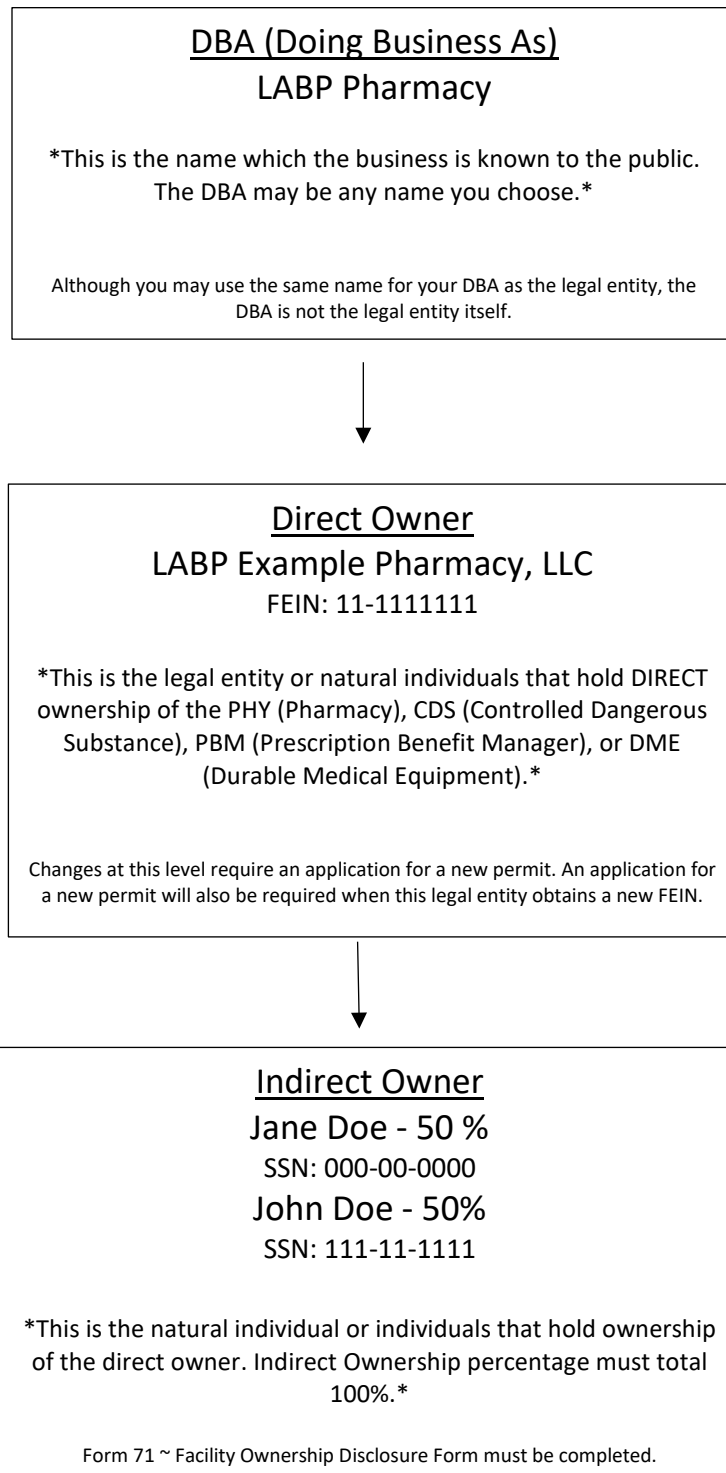 DBA (Doing Business As)
LABP Pharmacy
*This is the name which the business is known to the public.
The DBA may be any name you choose.*
Although you may use the same name for your DBA as the legal entity, the
DBA is not the legal entity itself.
Direct Owner
LABP Example Pharmacy, LLC
FEIN: 11-1111111
*This is the legal entity or natural individuals that hold DIRECT
ownership of the PHY (Pharmacy), CDS (Controlled Dangerous
Substance), PBM (Prescription Benefit Manager), or DME
(Durable Medical Equipment).*
Changes at this level require an application for a new permit. An application for
a new permit will also be required when this legal entity obtains a new FEIN.
Indirect Owner
Jane Doe - 50 %
SSN: 000-00-0000
John Doe - 50%
SSN: 111-11-1111
*This is the natural individual or individuals that hold ownership
of the direct owner. Indirect Ownership percentage must total
100%.*
Form 71 ~ Facility Ownership Disclosure Form must be completed.